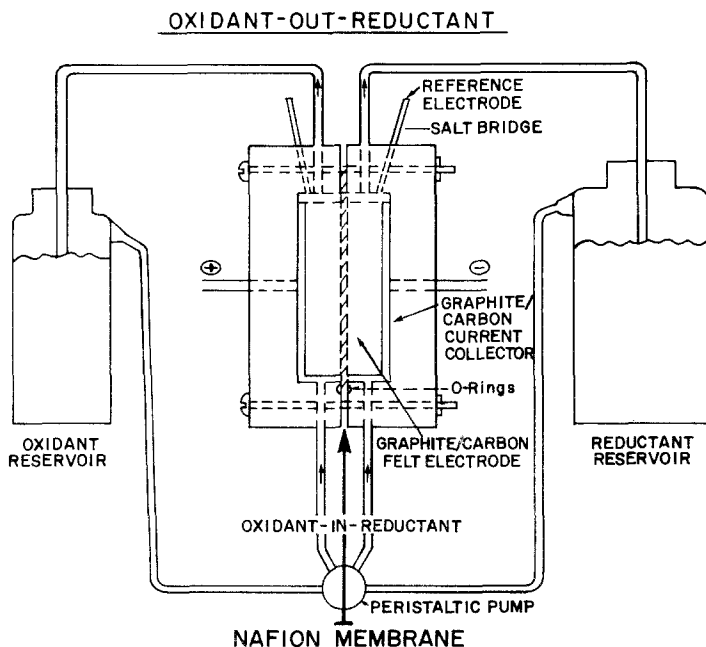 OXIDANT-OUT-REDUCTANT
REFERENCE
ELECTRODE
SALT BRIDGE
+
−
GRAPHITE/
CARBON
CURRENT
COLLECTOR
O-Rings
OXIDANT
RESERVOIR
GRAPHITE/CARBON
FELT ELECTRODE
REDUCTANT
RESERVOIR
OXIDANT-IN-REDUCTANT
PERISTALTIC PUMP
NAFION MEMBRANE